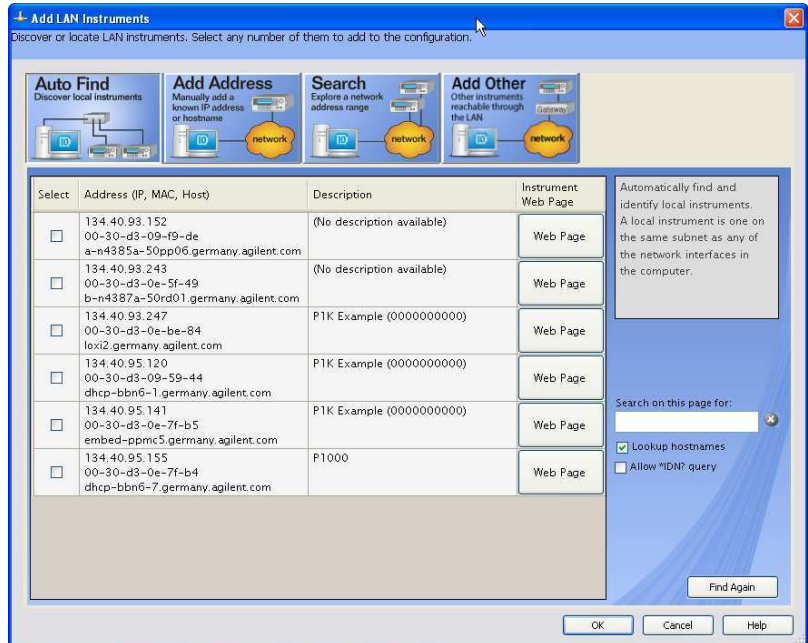 Add LAN Instruments
Discover or locate LAN instruments. Select any number of them to add to the configuration.
Auto Find
Discover local instruments
Add Address
Manually add a
known IP address
or hostname
network
Search
Explore a network
address range
network
Add Other
Other instruments
reachable through
the LAN
Gateway
network
Select
Address (IP, MAC, Host)
Description
Instrument
Web Page
134.40.93.152
00-30-d3-09-f9-de
a-n4385a-50pp06.germany.agilent.com
(No description available)
Web Page
134.40.93.243
00-30-d3-0e-5f-49
b-n4387a-50rd01.germany.agilent.com
(No description available)
Web Page
134.40.93.247
00-30-d3-0e-be-84
loxi2.germany.agilent.com
P1K Example (0000000000)
Web Page
134.40.95.120
00-30-d3-09-59-44
dhcp-bbn6-1.germany.agilent.com
P1K Example (0000000000)
Web Page
134.40.95.141
00-30-d3-0e-7f-b5
embed-ppmc5.germany.agilent.com
P1K Example (0000000000)
Web Page
134.40.95.155
00-30-d3-0e-7f-b4
dhcp-bbn6-7.germany.agilent.com
P1000
Web Page
Automatically find and
identify local instruments.
A local instrument is one on
the same subnet as any of
the network interfaces in
the computer.
Search on this page for:
Lookup hostnames
Allow *IDN? query
Find Again
OK
Cancel
Help